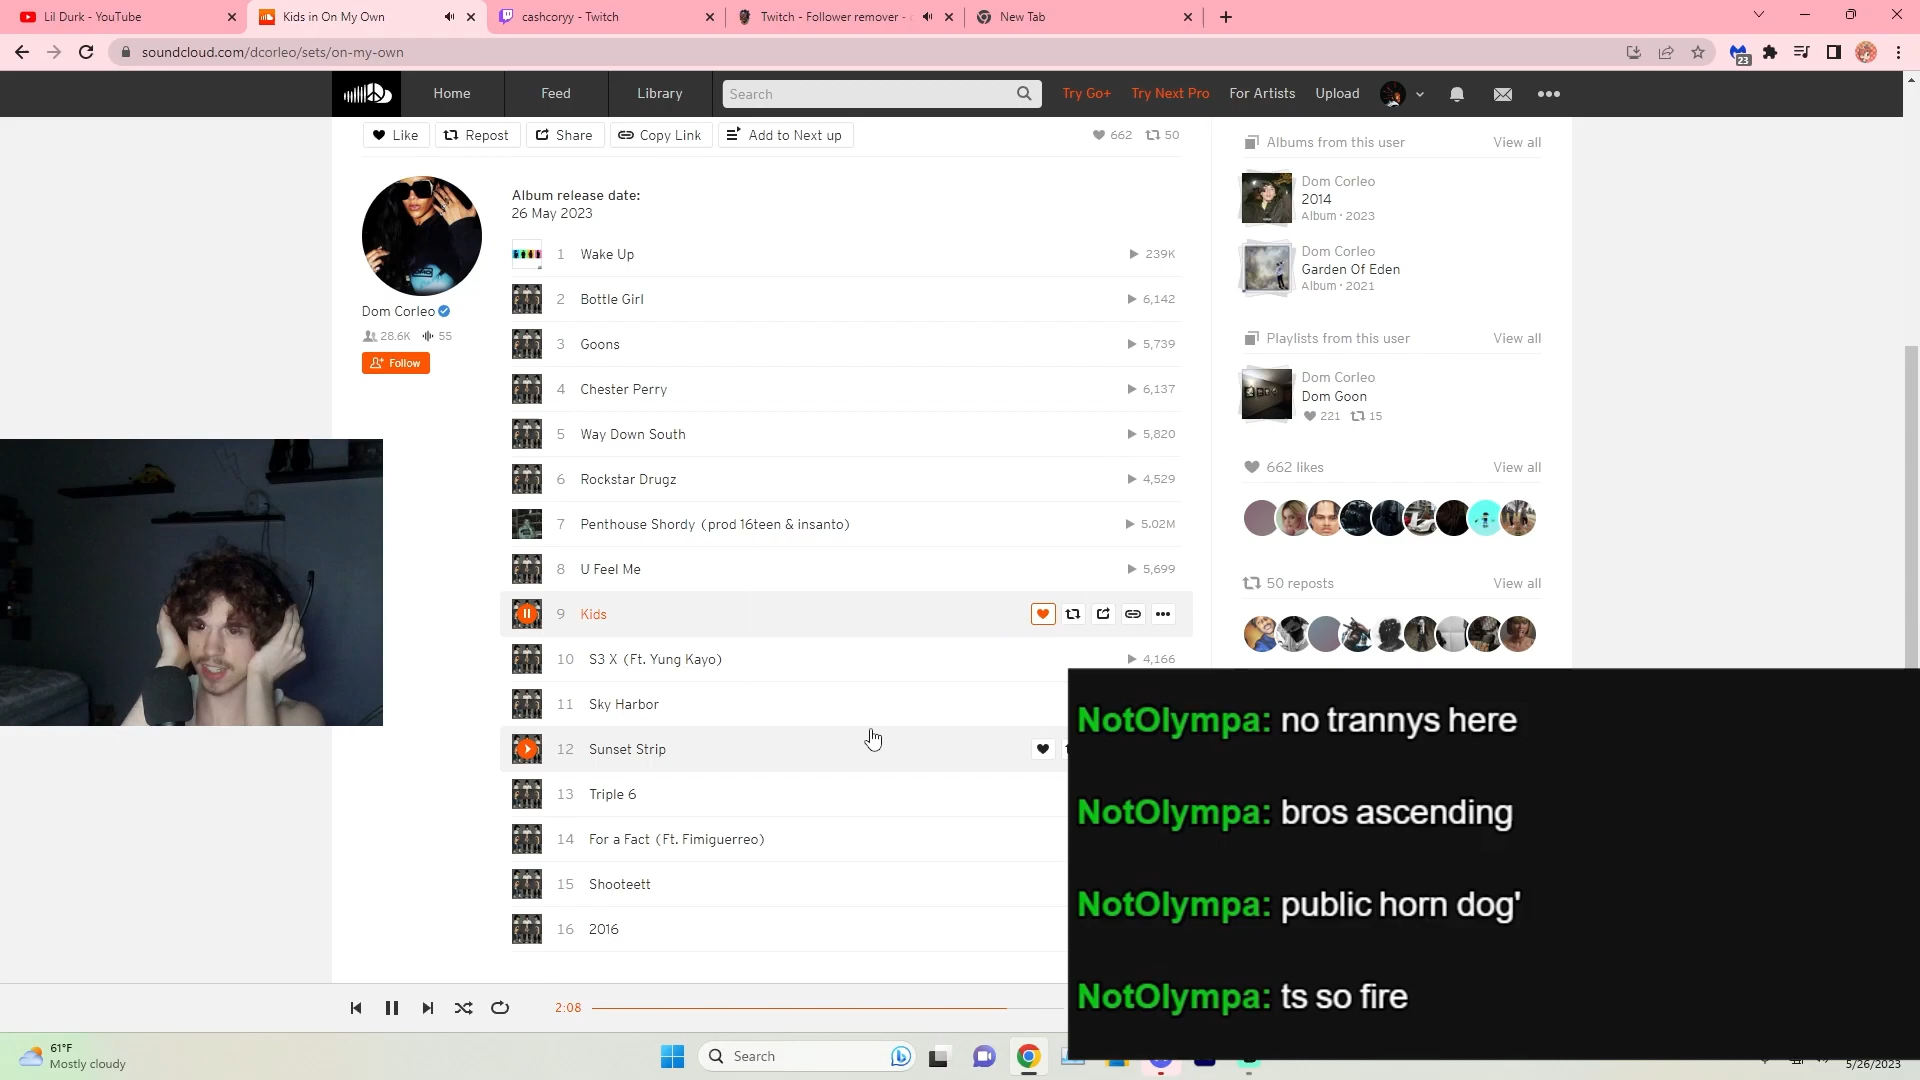 Lil Durk - YouTube
Kids in On My Own
cashcoryy - Twitch
Twitch - Follower remover -
New Tab
soundcloud.com/dcorleo/sets/on-my-own
23
Home
Feed
Library
Search
Try Go+
Try Next Pro
For Artists
Upload
Like
Repost
Share
Copy Link
Add to Next up
662
50
Album release date:
26 May 2023
Dom Corleo
28.6K
55
Follow
1 Wake Up 239K
2 Bottle Girl 6,142
3 Goons 5,739
4 Chester Perry 6,137
5 Way Down South 5,820
6 Rockstar Drugz 4,529
7 Penthouse Shordy (prod 16teen & insanto) 5.02M
8 U Feel Me 5,699
9 Kids
10 S3 X (Ft. Yung Kayo) 4,166
11 Sky Harbor
12 Sunset Strip
13 Triple 6
14 For a Fact (Ft. Fimiguerreo)
15 Shooteett
16 2016
Albums from this user View all
Dom Corleo
2014
Album · 2023
Dom Corleo
Garden Of Eden
Album · 2021
Playlists from this user View all
Dom Corleo
Dom Goon
221 15
662 likes View all
50 reposts View all
NotOlympa: no trannys here
NotOlympa: bros ascending
NotOlympa: public horn dog'
NotOlympa: ts so fire
2:08
61°F
Mostly cloudy
Search
5/26/2023